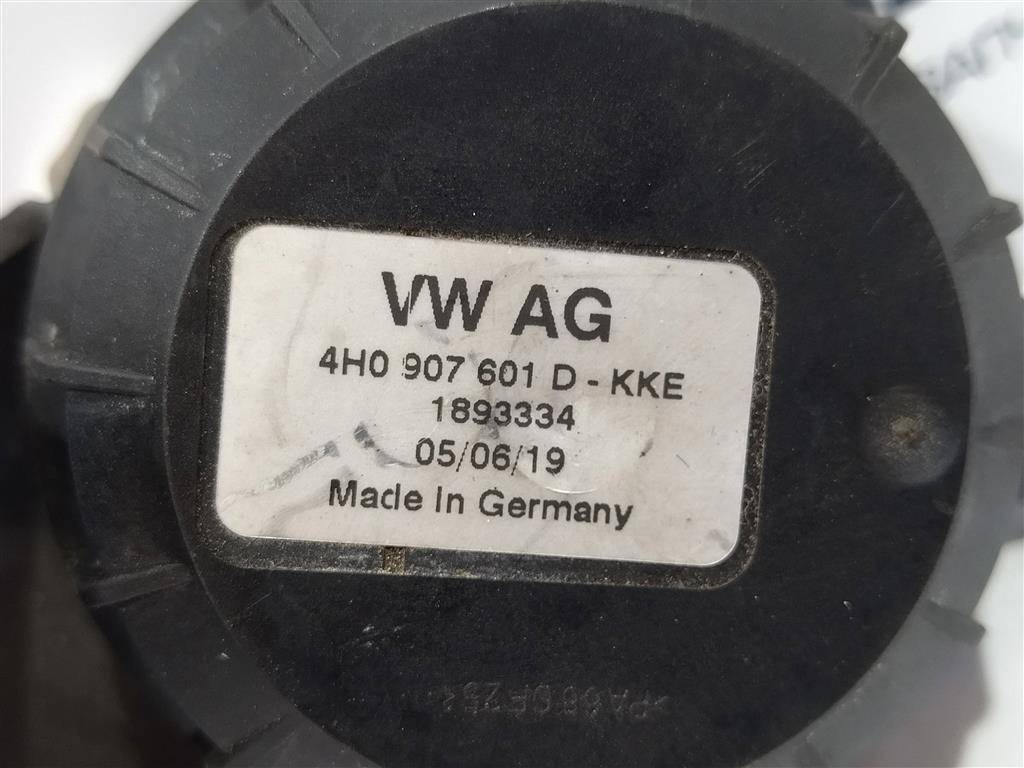 VW AG
4H0 907 601 D - KKE
1893334
05/06/19
Made In Germany